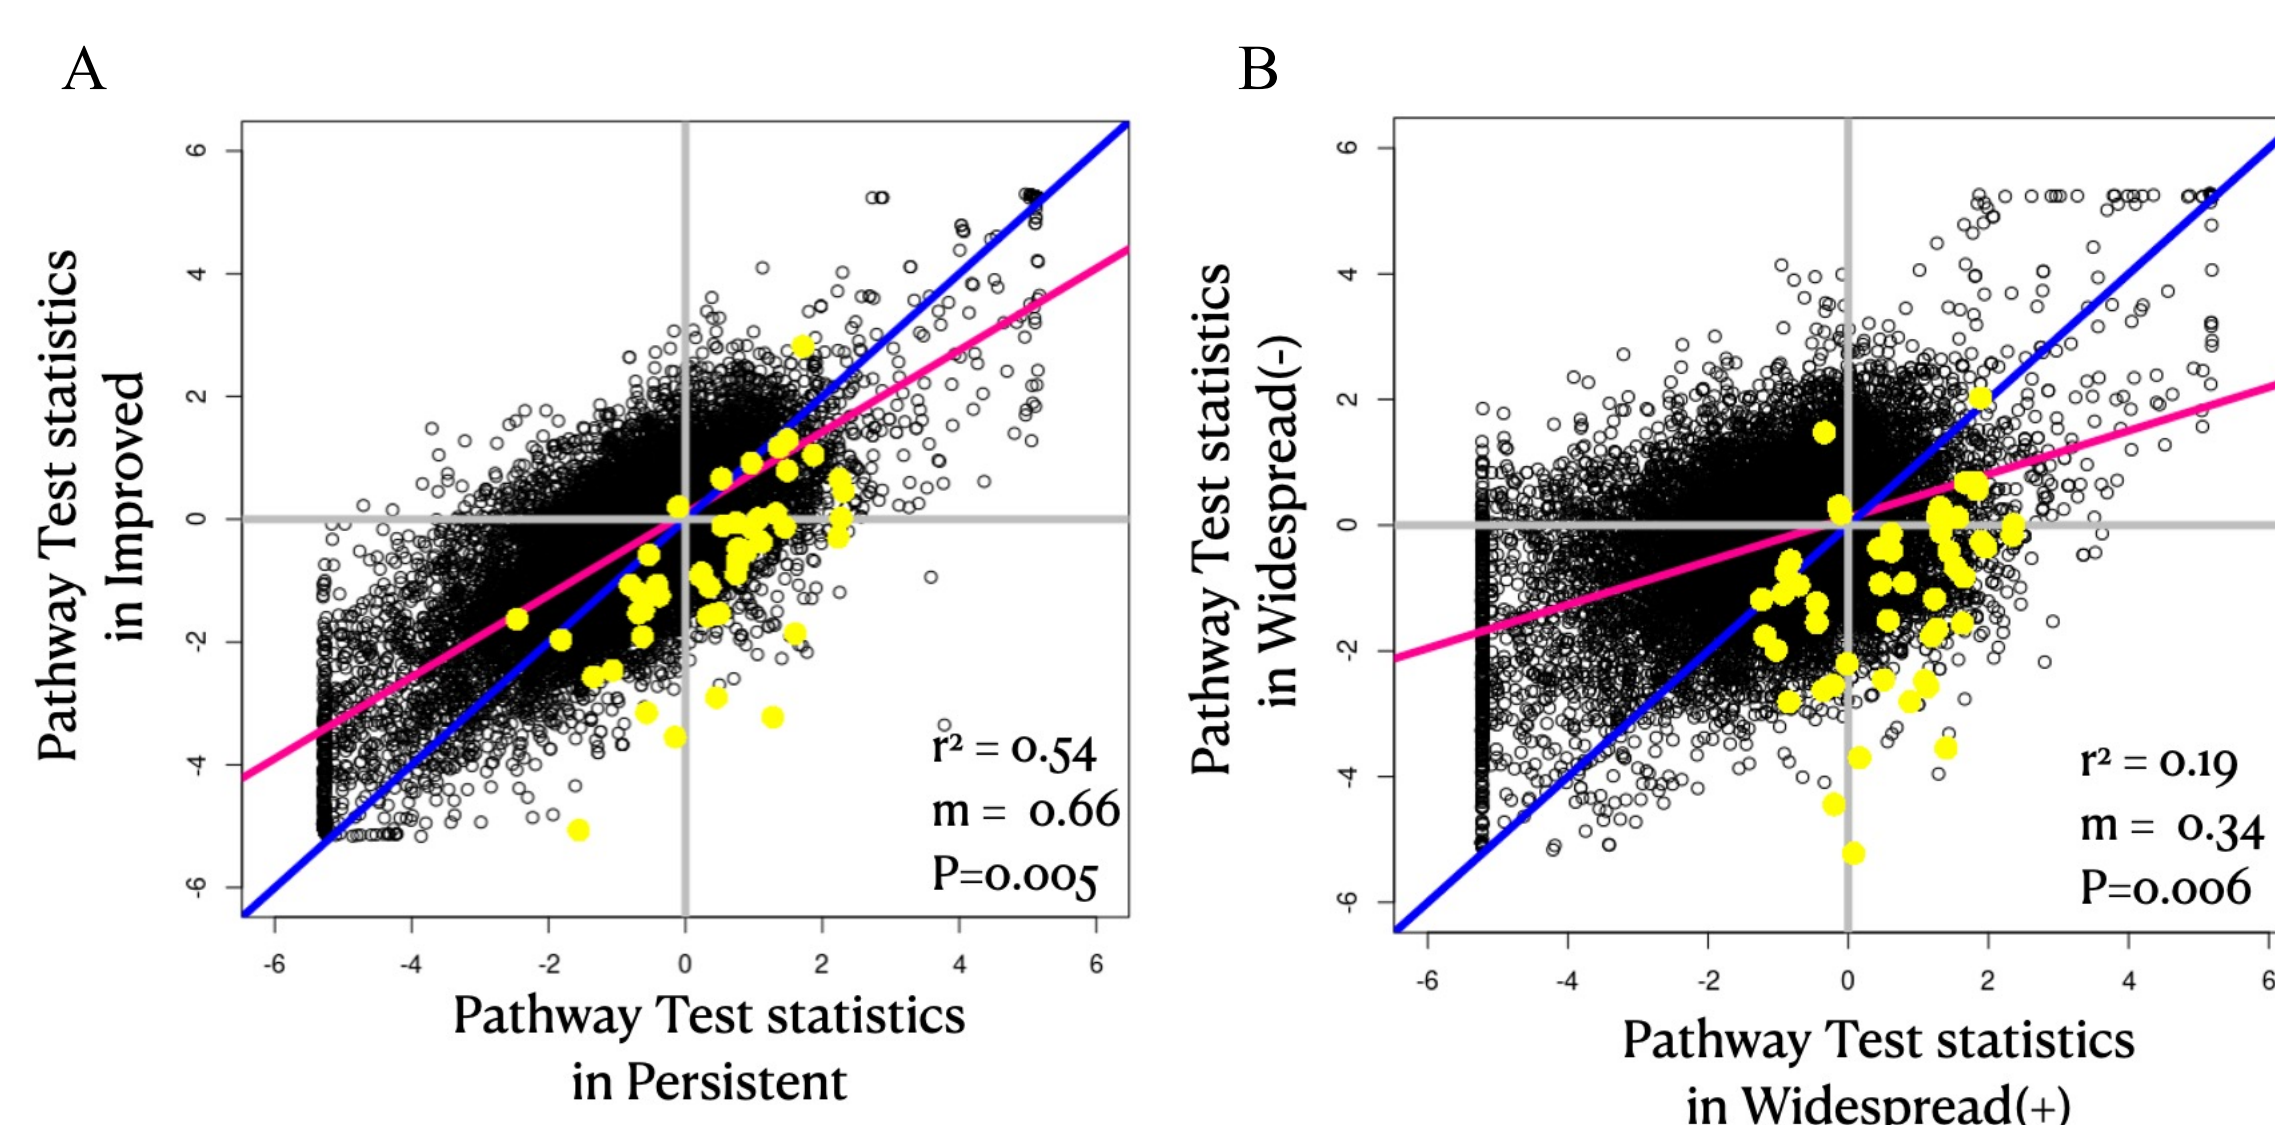 A
B
Pathway Test statistics
in Improved
6
4
2
0
-2
-4
-6
r² = 0.54
m = 0.66
P=0.005
-6
-4
-2
0
2
4
6
Pathway Test statistics
in Persistent
Pathway Test statistics
in Widespread(-)
6
4
2
0
-2
-4
-6
r² = 0.19
m = 0.34
P=0.006
-6
-4
-2
0
2
4
6
Pathway Test statistics
in Widespread(+)